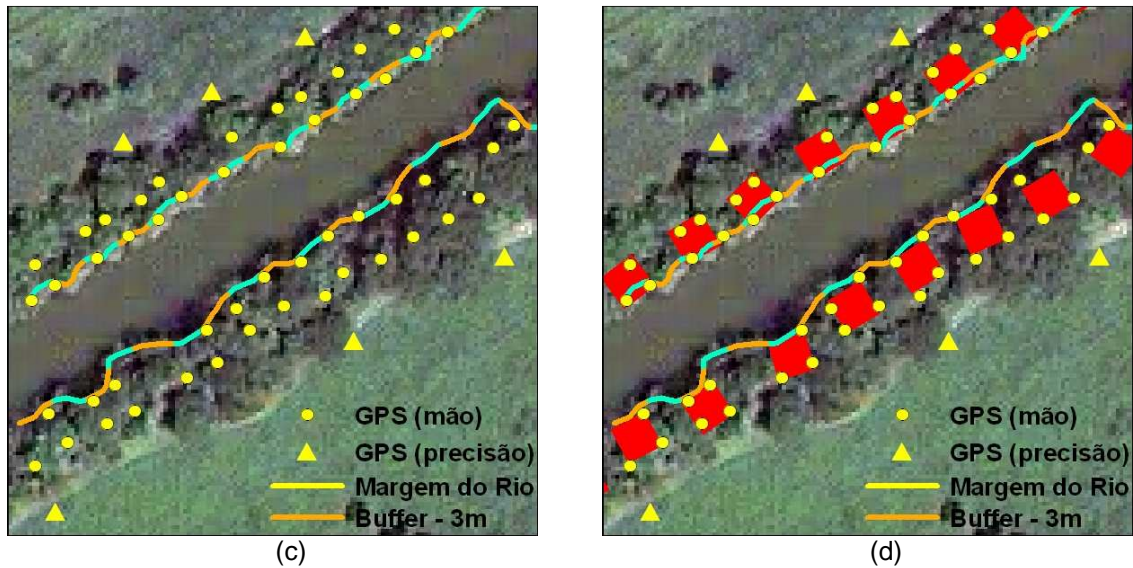 GPS (mão)
GPS (precisão)
Margem do Rio
Buffer - 3m
(c)
GPS (mão)
GPS (precisão)
Margem do Rio
Buffer - 3m
(d)